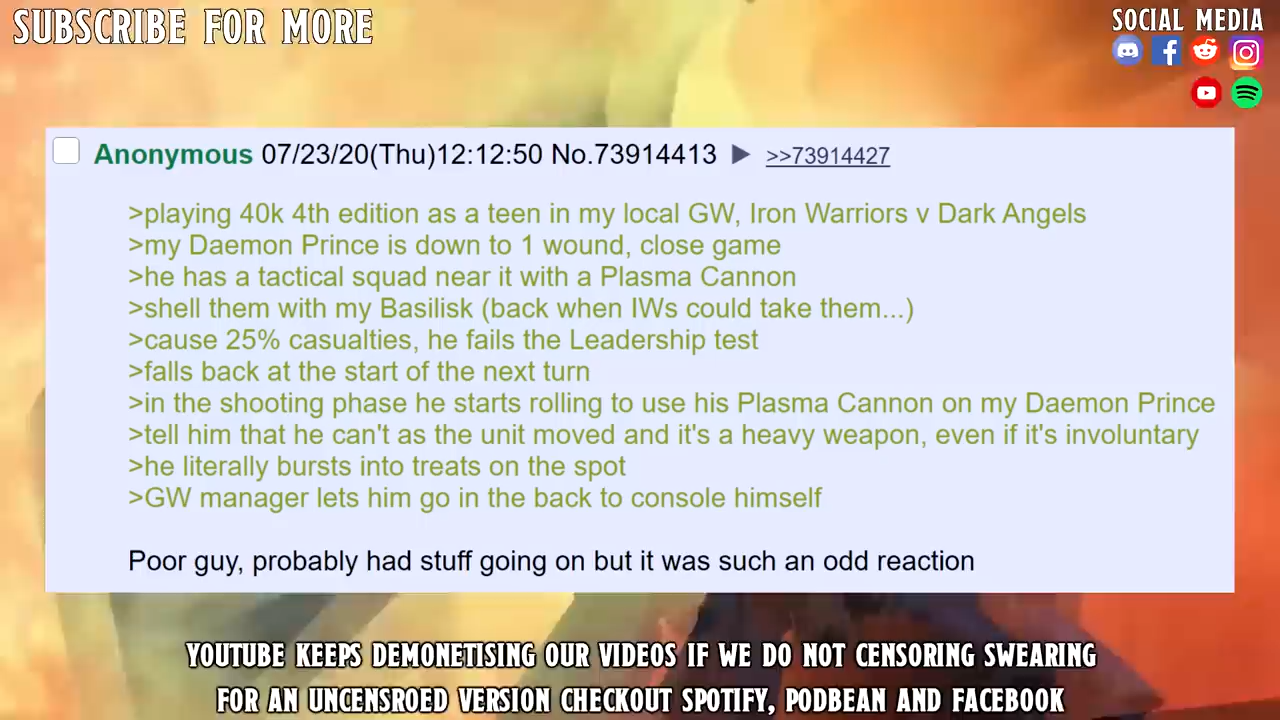 SUBSCRIBE FOR MORE
SOCIAL MEDIA
Anonymous 07/23/20(Thu)12:12:50 No.73914413 ▶ >>73914427
>playing 40k 4th edition as a teen in my local GW, Iron Warriors v Dark Angels
>my Daemon Prince is down to 1 wound, close game
>he has a tactical squad near it with a Plasma Cannon
>shell them with my Basilisk (back when IWs could take them...)
>cause 25% casualties, he fails the Leadership test
>falls back at the start of the next turn
>in the shooting phase he starts rolling to use his Plasma Cannon on my Daemon Prince
>tell him that he can't as the unit moved and it's a heavy weapon, even if it's involuntary
>he literally bursts into treats on the spot
>GW manager lets him go in the back to console himself
Poor guy, probably had stuff going on but it was such an odd reaction
YOUTUBE KEEPS DEMONETISING OUR VIDEOS IF WE DO NOT CENSORING SWEARING
FOR AN UNCENSROED VERSION CHECKOUT SPOTIFY, PODBEAN AND FACEBOOK